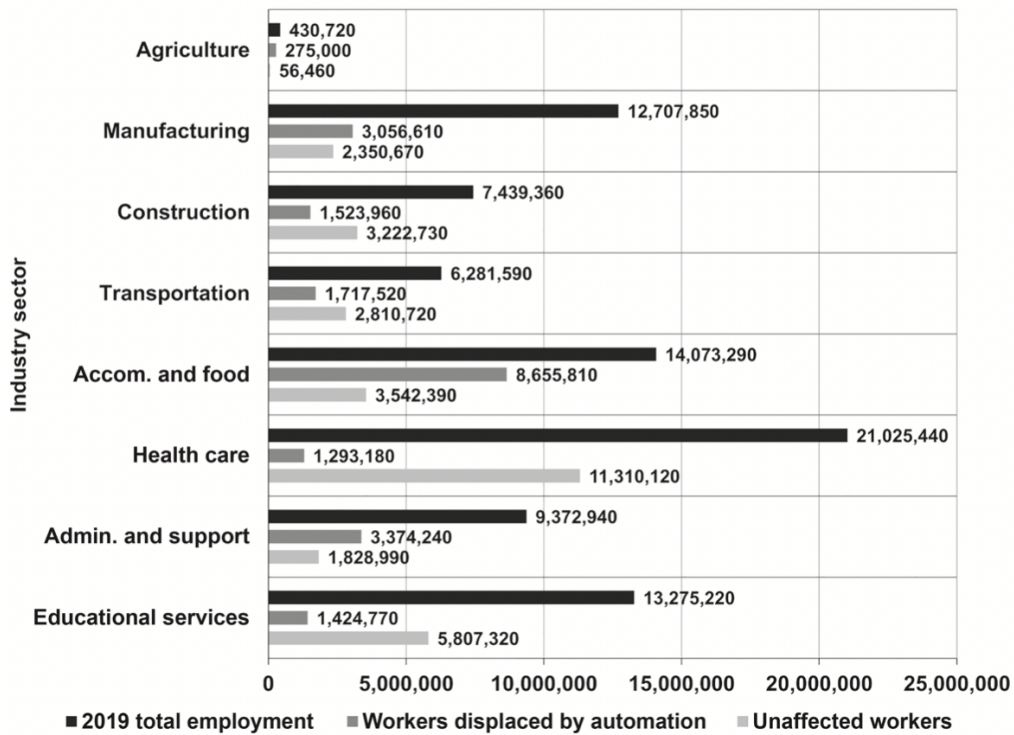 Industry sector
Agriculture
430,720
275,000
56,460
Manufacturing
12,707,850
3,056,610
2,350,670
Construction
7,439,360
1,523,960
3,222,730
Transportation
6,281,590
1,717,520
2,810,720
Accom. and food
14,073,290
8,655,810
3,542,390
Health care
21,025,440
1,293,180
11,310,120
Admin. and support
9,372,940
3,374,240
1,828,990
Educational services
13,275,220
1,424,770
5,807,320
0 5,000,000 10,000,000 15,000,000 20,000,000 25,000,000
2019 total employment Workers displaced by automation Unaffected workers